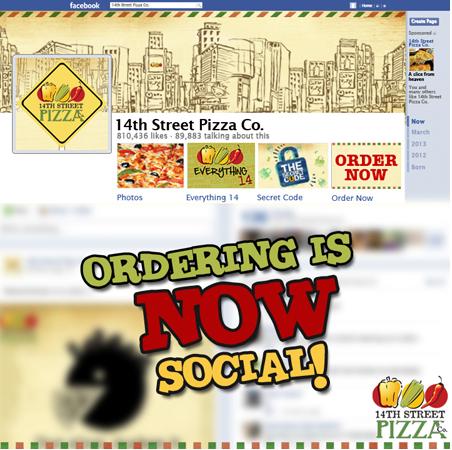 facebook
14th Street Pizza Co.
Home
Create Page
Sponsored
14th Street
Pizza Co.
A slice from
heaven
You and
many others
like 14th Street
Pizza Co.
Now
March
2013
2012
Born
14TH STREET
PIZZA Co.
14th Street Pizza Co.
810,436 likes · 89,883 talking about this
EVERYTHING
14
THE
SECRET
CODE
ORDER
NOW
Photos
Everything 14
Secret Code
Order Now
ORDERING IS
NOW
SOCIAL!
14TH STREET
PIZZA Co.